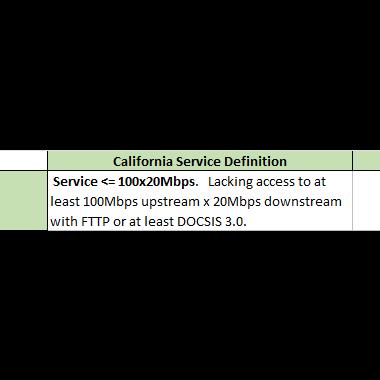 California Service Definition
Service <= 100x20Mbps.   Lacking access to at
least 100Mbps upstream x 20Mbps downstream
with FTTP or at least DOCSIS 3.0.